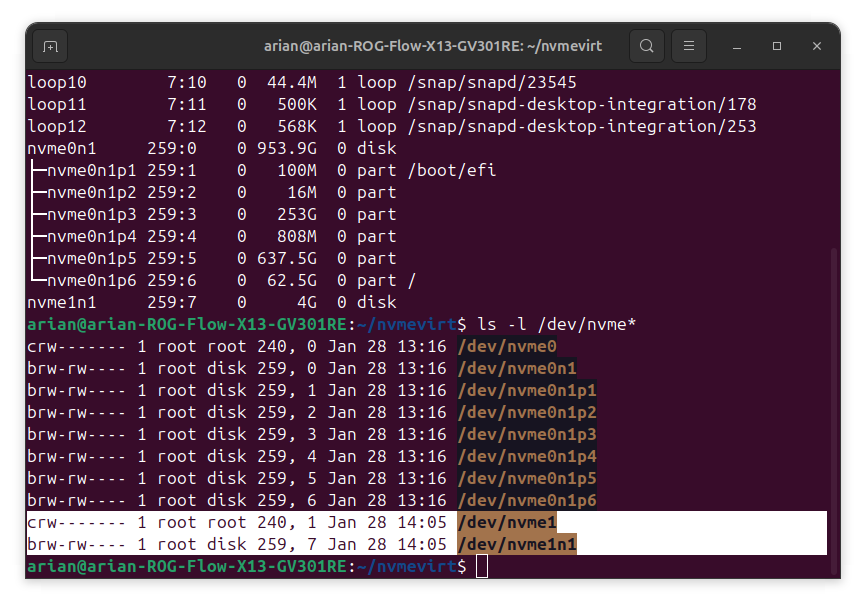 arian@arian-ROG-Flow-X13-GV301RE: ~/nvmevirt
loop10        7:10   0  44.4M  1 loop /snap/snapd/23545
loop11        7:11   0   500K  1 loop /snap/snapd-desktop-integration/178
loop12        7:12   0   568K  1 loop /snap/snapd-desktop-integration/253
nvme0n1     259:0    0 953.9G  0 disk
├─nvme0n1p1 259:1    0   100M  0 part /boot/efi
├─nvme0n1p2 259:2    0    16M  0 part
├─nvme0n1p3 259:3    0   253G  0 part
├─nvme0n1p4 259:4    0   808M  0 part
├─nvme0n1p5 259:5    0 637.5G  0 part
└─nvme0n1p6 259:6    0  62.5G  0 part /
nvme1n1     259:7    0     4G  0 disk
arian@arian-ROG-Flow-X13-GV301RE:~/nvmevirt$ ls -l /dev/nvme*
crw------- 1 root root 240, 0 Jan 28 13:16 /dev/nvme0
brw-rw---- 1 root disk 259, 0 Jan 28 13:16 /dev/nvme0n1
brw-rw---- 1 root disk 259, 1 Jan 28 13:16 /dev/nvme0n1p1
brw-rw---- 1 root disk 259, 2 Jan 28 13:16 /dev/nvme0n1p2
brw-rw---- 1 root disk 259, 3 Jan 28 13:16 /dev/nvme0n1p3
brw-rw---- 1 root disk 259, 4 Jan 28 13:16 /dev/nvme0n1p4
brw-rw---- 1 root disk 259, 5 Jan 28 13:16 /dev/nvme0n1p5
brw-rw---- 1 root disk 259, 6 Jan 28 13:16 /dev/nvme0n1p6
crw------- 1 root root 240, 1 Jan 28 14:05 /dev/nvme1
brw-rw---- 1 root disk 259, 7 Jan 28 14:05 /dev/nvme1n1
arian@arian-ROG-Flow-X13-GV301RE:~/nvmevirt$